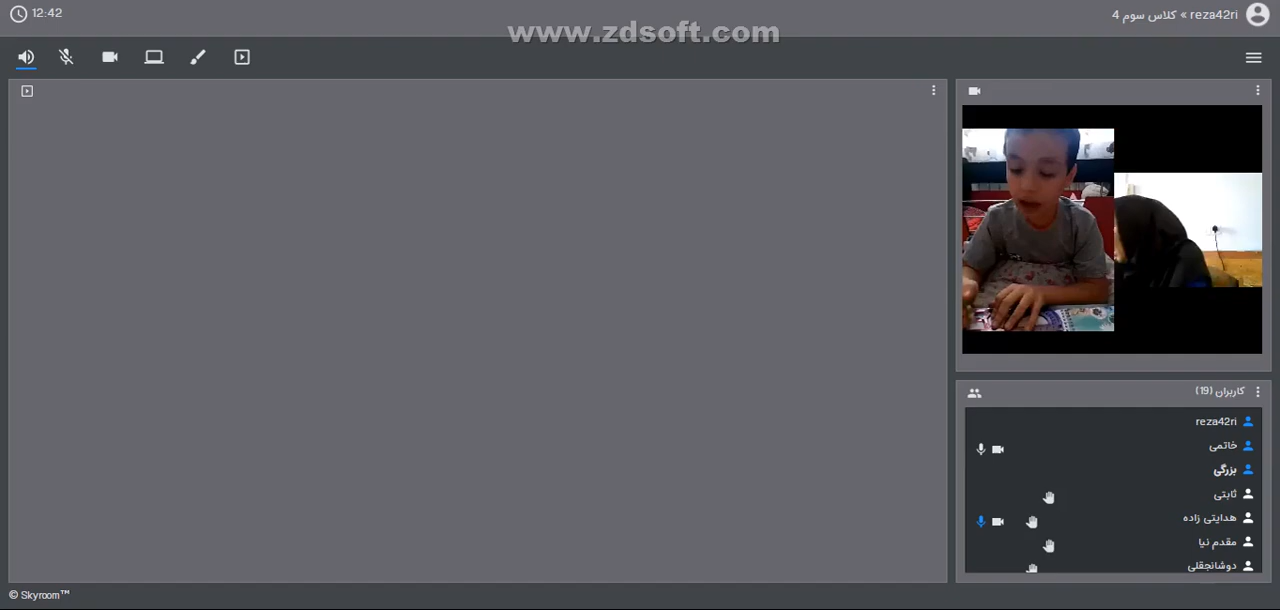 12:42
www.zdsoft.com
reza42ri » کلاس سوم 4
کاربران (19)
reza42ri
خاتمی
بزرگی
ثابتی
هدایتی زاده
مقدم نیا
دوشانجقلی
© Skyroom™